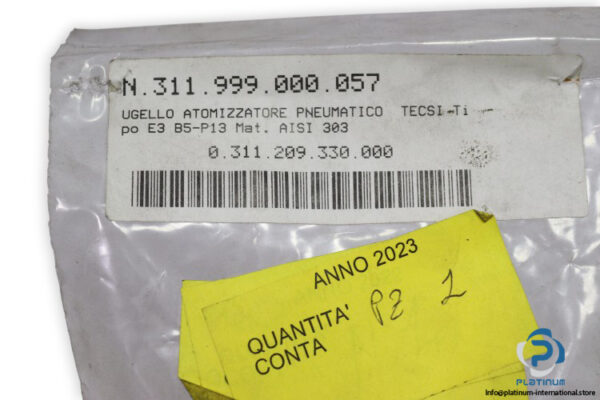 N.311.999.000.057
UGELLO ATOMIZZATORE PNEUMATICO TECSI Ti
po E3 B5-P13 Mat. AISI 303
0.311.209.330.000
ANNO 2023
QUANTITA' PZ 1
CONTA
PLATINUM
info@platinum-international.store